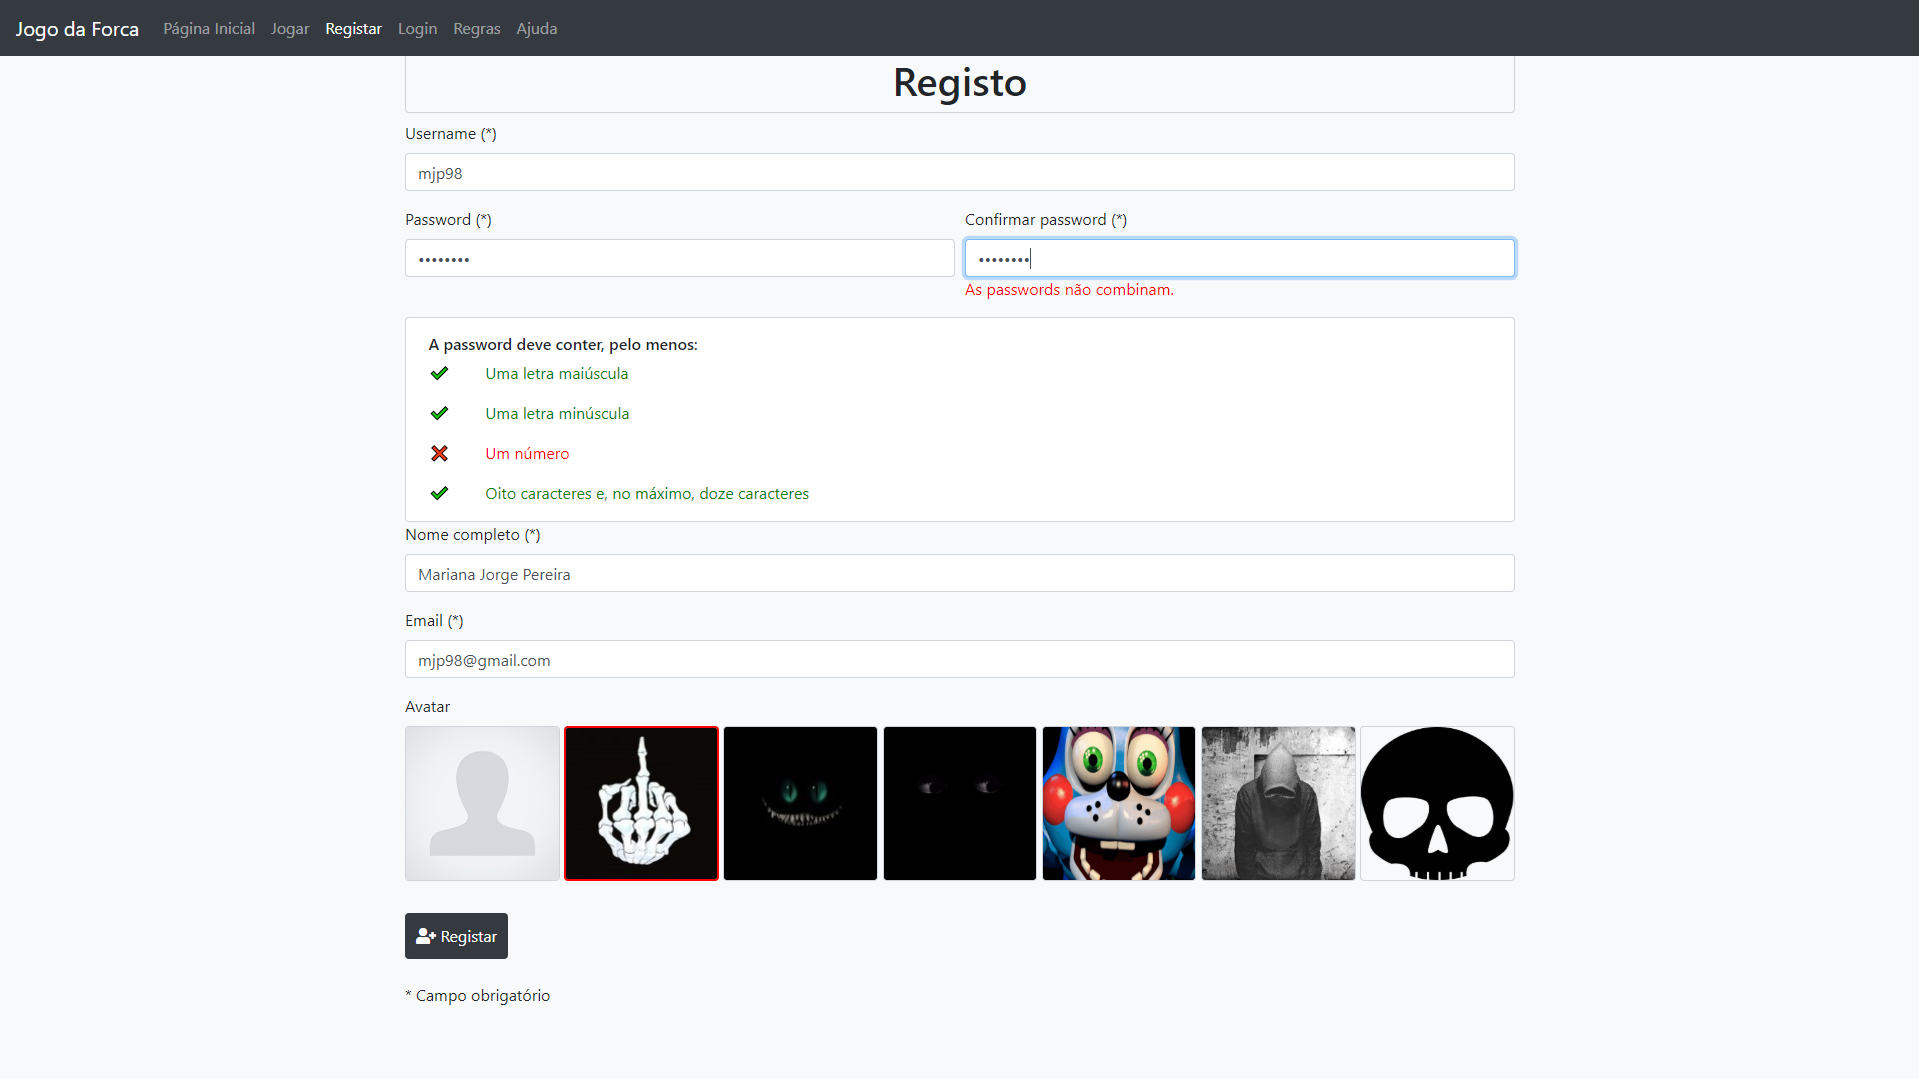 Jogo da Forca Página Inicial Jogar Registar Login Regras Ajuda
Registo
Username (*)
mjp98
Password (*) Confirmar password (*)
•••••••• ••••••••
As passwords não combinam.
A password deve conter, pelo menos:
Uma letra maiúscula
Uma letra minúscula
Um número
Oito caracteres e, no máximo, doze caracteres
Nome completo (*)
Mariana Jorge Pereira
Email (*)
mjp98@gmail.com
Avatar
Registar
* Campo obrigatório